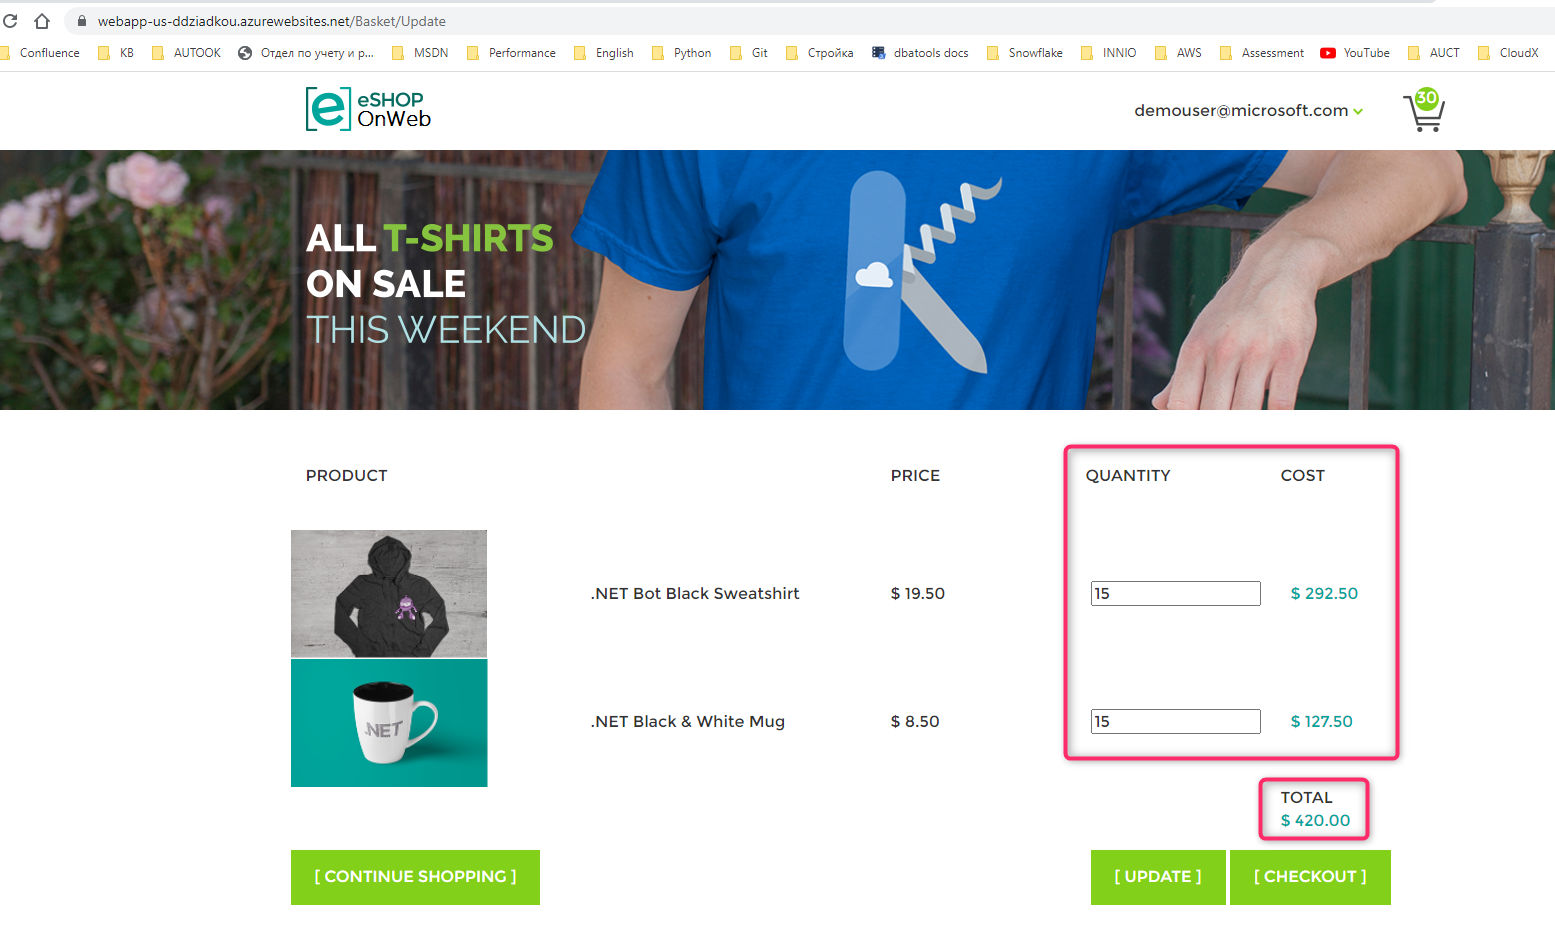 webapp-us-ddziadkou.azurewebsites.net/Basket/Update
Confluence KB AUTOOK Отдел по учету и р... MSDN Performance English Python Git Стройка dbatools docs Snowflake INNIO AWS Assessment YouTube AUCT CloudX
[e] eSHOP
OnWeb
demouser@microsoft.com
30
ALL T-SHIRTS
ON SALE
THIS WEEKEND
PRODUCT PRICE QUANTITY COST
.NET Bot Black Sweatshirt $ 19.50 15 $ 292.50
.NET
.NET Black & White Mug $ 8.50 15 $ 127.50
TOTAL
$ 420.00
[ CONTINUE SHOPPING ] [ UPDATE ] [ CHECKOUT ]